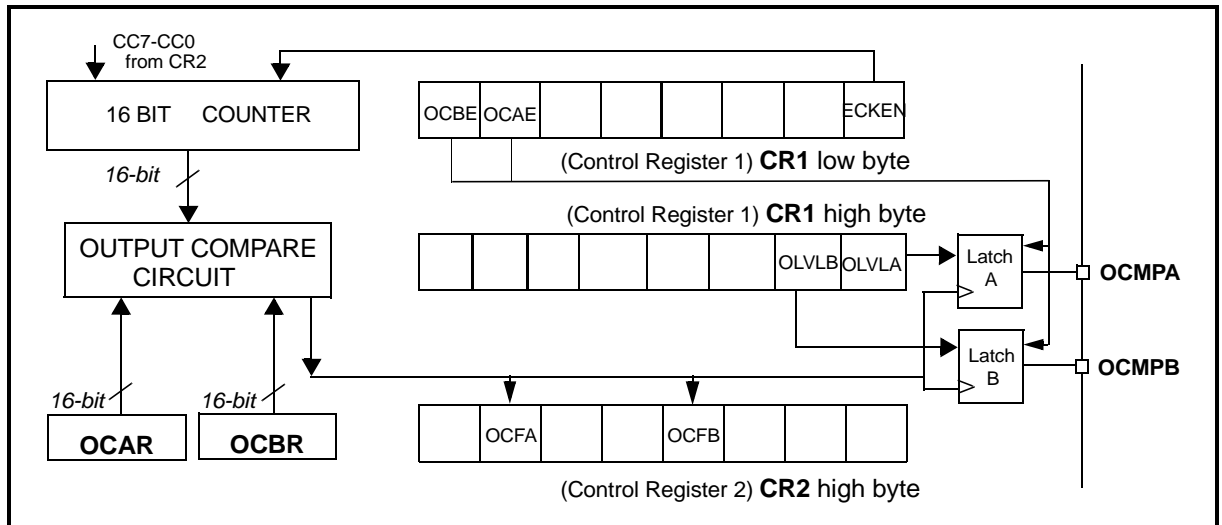 CC7-CC0
from CR2
16 BIT COUNTER
16-bit
OUTPUT COMPARE
CIRCUIT
16-bit
16-bit
OCAR
OCBR
OCBE OCAE ECKEN
(Control Register 1) CR1 low byte
(Control Register 1) CR1 high byte
OLVLB OLVLA
Latch
A
OCMPA
Latch
B
OCMPB
OCFA OCFB
(Control Register 2) CR2 high byte